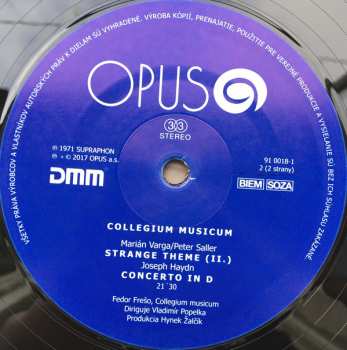 VŠETKY PRÁVA VÝROBCOV A VLASTNÍKOV AUTORSKÝCH PRÁV K DIELAM SÚ VYHRADENÉ. VÝROBA KÓPIÍ, PRENAJATIE, POUŽITIE PRE VEREJNÉ PRODUKCIE A VYSIELANIE SÚ BEZ ICH SÚHLASU ZAKÁZANÉ.
OPUS
33
STEREO
℗ 1971 SUPRAPHON
℗ + © 2017 OPUS a.s.
91 0018-1
2 (2 strany)
DMM
BIEM SOZA
COLLEGIUM MUSICUM
Marián Varga/Peter Saller
STRANGE THEME (II.)
Joseph Haydn
CONCERTO IN D
21´30
Fedor Frešo, Collegium musicum
Diriguje Vladimír Popelka
Produkcia Hynek Žalčík